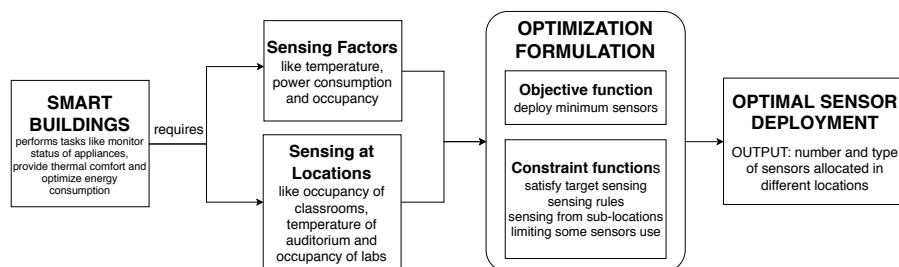 SMART
BUILDINGS
performs tasks like monitor
status of appliances,
provide thermal comfort and
optimize energy
consumption
requires
Sensing Factors
like temperature,
power consumption
and occupancy
Sensing at
Locations
like occupancy
of classrooms,
temperature of
auditorium and
occupancy of labs
OPTIMIZATION
FORMULATION
Objective function
deploy minimum sensors
Constraint functions
satisfy target sensing
sensing rules
sensing from sub-locations
limiting some sensors use
OPTIMAL SENSOR
DEPLOYMENT
OUTPUT: number and type
of sensors allocated in
different locations